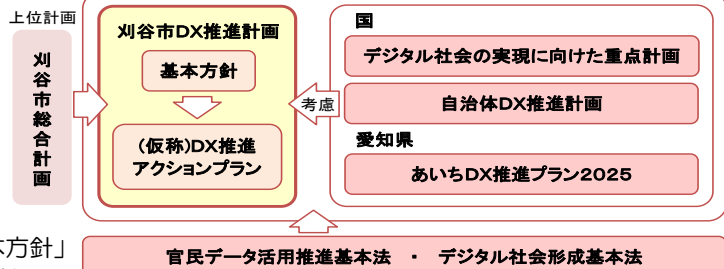 上位計画
刈谷市総合計画
刈谷市DX推進計画
基本方針
(仮称)DX推進
アクションプラン
考慮
国
デジタル社会の実現に向けた重点計画
自治体DX推進計画
愛知県
あいちDX推進プラン2025
本方針」
官民データ活用推進基本法 ・ デジタル社会形成基本法